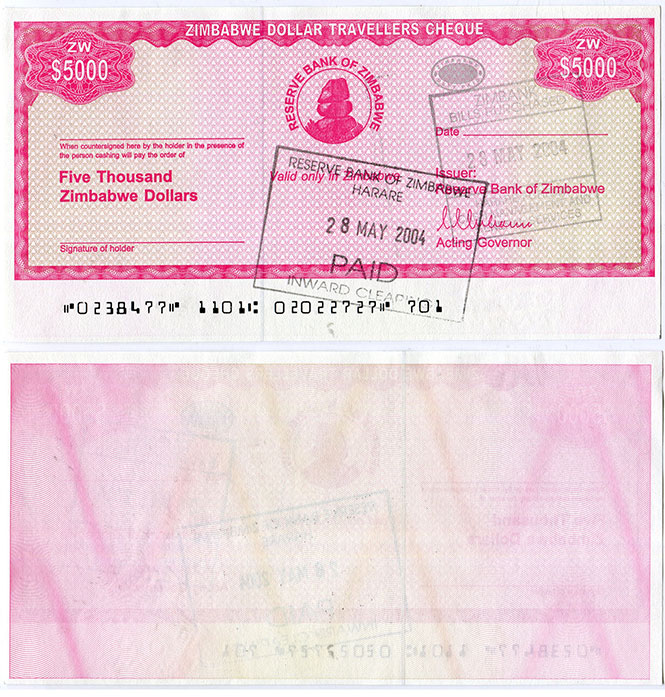 ZIMBABWE DOLLAR TRAVELLERS CHEQUE
ZW
$5000
ZW
$5000
RESERVE BANK OF ZIMBABWE
When countersigned here by the holder in the presence of
the person cashing will pay the order of
Five Thousand
Zimbabwe Dollars
Signature of holder
Valid only in Zimbabwe
Date
Issuer:
Reserve Bank of Zimbabwe
Acting Governor
ZIMBANK
28 MAY 2004
RESERVE BANK OF ZIMBABWE
HARARE
28 MAY 2004
PAID
INWARD CLEARING
⑈0238477⑈ 1101⑆ 02022727⑈ 701